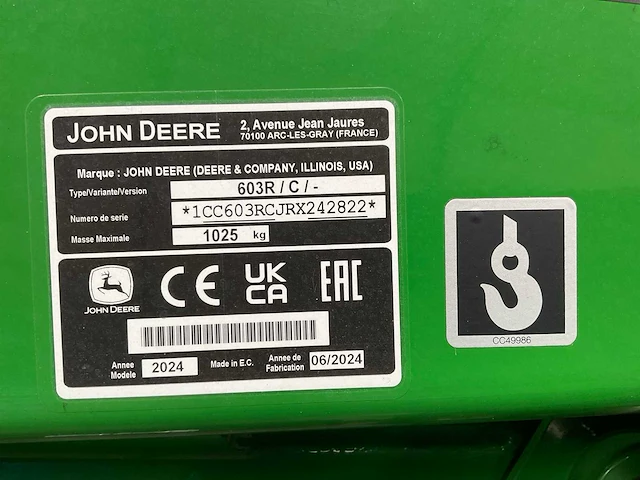 JOHN DEERE 2, Avenue Jean Jaures
70100 ARC-LES-GRAY (FRANCE)
Marque : JOHN DEERE (DEERE & COMPANY, ILLINOIS, USA)
Type/Variante/Version 603R / C / -
Numero de serie *1CC603RCJRX242822*
Masse Maximale 1025 kg
JOHN DEERE
CE UK CA EAC
Annee Modele 2024 Made in E.C. Annee de Fabrication 06/2024
CC49986